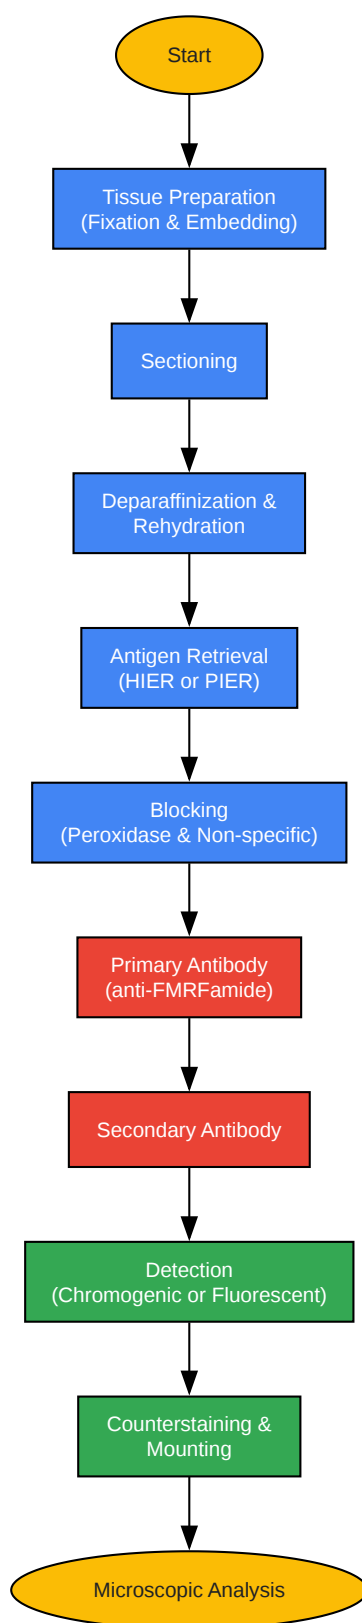 Start
Tissue Preparation
(Fixation & Embedding)
Sectioning
Deparaffinization &
Rehydration
Antigen Retrieval
(HIER or PIER)
Blocking
(Peroxidase & Non-specific)
Primary Antibody
(anti-FMRFamide)
Secondary Antibody
Detection
(Chromogenic or Fluorescent)
Counterstaining &
Mounting
Microscopic Analysis